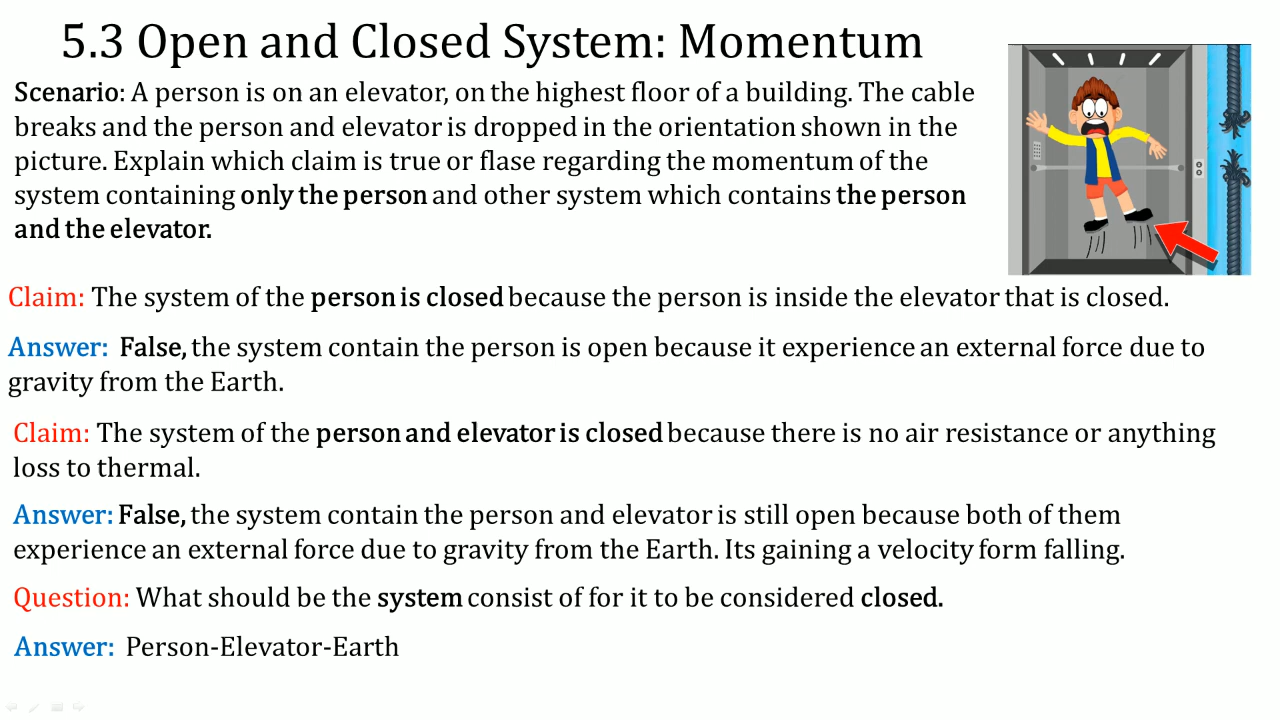 5.3 Open and Closed System: Momentum
Scenario: A person is on an elevator, on the highest floor of a building. The cable
breaks and the person and elevator is dropped in the orientation shown in the
picture. Explain which claim is true or flase regarding the momentum of the
system containing only the person and other system which contains the person
and the elevator.
Claim: The system of the person is closed because the person is inside the elevator that is closed.
Answer: False, the system contain the person is open because it experience an external force due to
gravity from the Earth.
Claim: The system of the person and elevator is closed because there is no air resistance or anything
loss to thermal.
Answer: False, the system contain the person and elevator is still open because both of them
experience an external force due to gravity from the Earth. Its gaining a velocity form falling.
Question: What should be the system consist of for it to be considered closed.
Answer: Person-Elevator-Earth